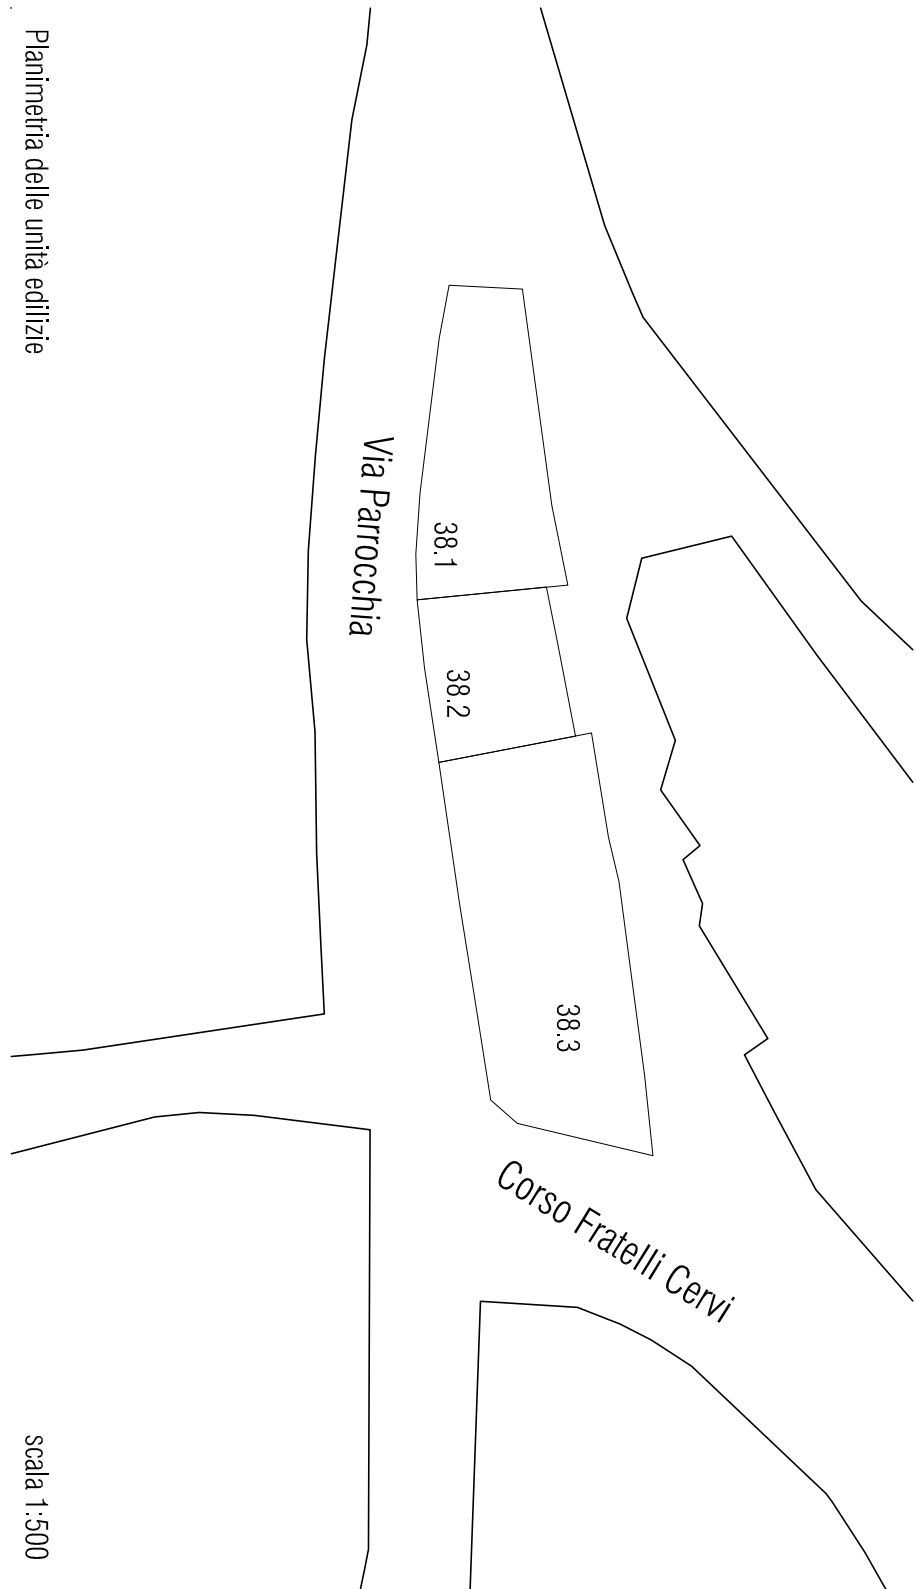 Planimetria delle unità edilizie
Via Parrocchia
38.1
38.2
38.3
Corso Fratelli Cervi
scala 1:500